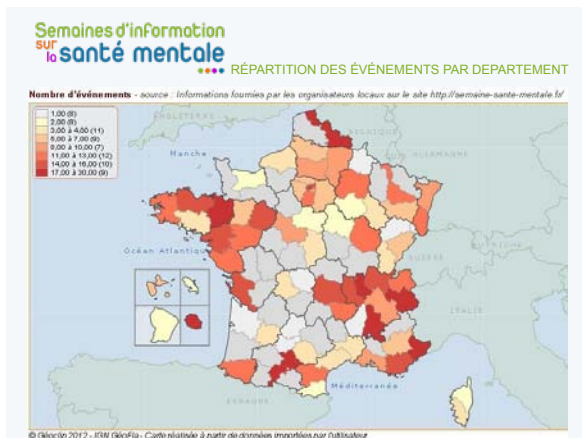 Semaines d'information
sur
la santé mentale
RÉPARTITION DES ÉVÉNEMENTS PAR DEPARTEMENT
Nombre d'événements - source : Informations fournies par les organisateurs locaux sur le site http://semaine-sante-mentale.fr/
1,00 (8)
2,00 (8)
3,00 à 4,00 (11)
5,00 à 7,00 (9)
8,00 à 10,00 (7)
11,00 à 13,00 (12)
14,00 à 16,00 (10)
17,00 à 30,00 (9)
ANGLETERRE
BELGIQUE
ALLEMAGNE
Manche
Océan Atlantique
SUISSE
AUTRICHE
ITALIE
Méditerranée
ESPAGNE
© Géoclip 2012 - IGN GéoFla - Carte réalisée à partir de données importées par l'utilisateur